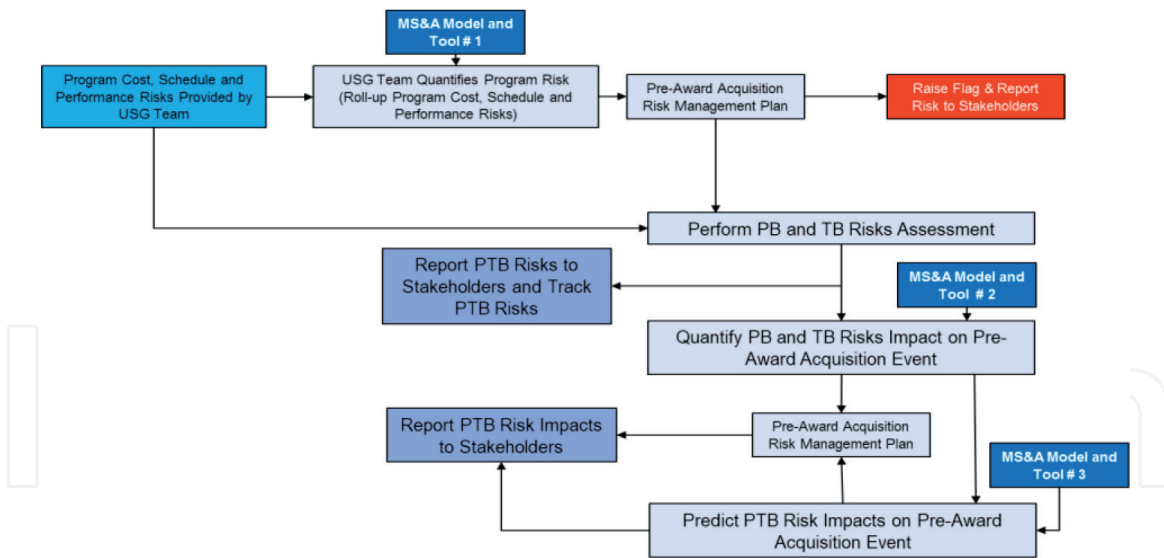 MS&A Model and
Tool # 1
Program Cost, Schedule and
Performance Risks Provided by
USG Team
USG Team Quantifies Program Risk
(Roll-up Program Cost, Schedule and
Performance Risks)
Pre-Award Acquisition
Risk Management Plan
Raise Flag & Report
Risk to Stakeholders
Perform PB and TB Risks Assessment
Report PTB Risks to
Stakeholders and Track
PTB Risks
MS&A Model and
Tool # 2
Quantify PB and TB Risks Impact on Pre-
Award Acquisition Event
Report PTB Risk Impacts
to Stakeholders
Pre-Award Acquisition
Risk Management Plan
MS&A Model and
Tool # 3
Predict PTB Risk Impacts on Pre-Award
Acquisition Event